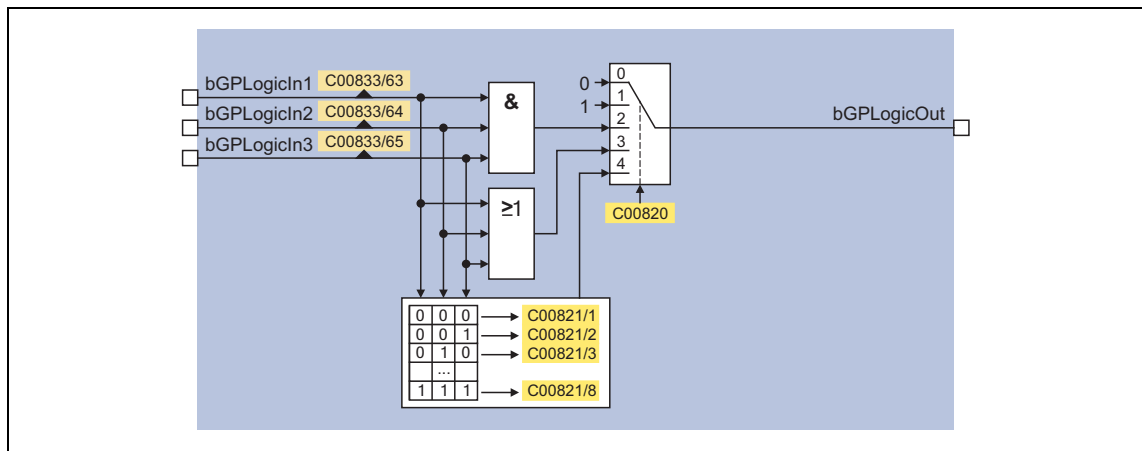 bGPLogicIn1 C00833/63
bGPLogicIn2 C00833/64
bGPLogicIn3 C00833/65
&
≥1
0 0
1 1
2
3
4
C00820
bGPLogicOut
0 0 0 C00821/1
0 0 1 C00821/2
0 1 0 C00821/3
...
1 1 1 C00821/8